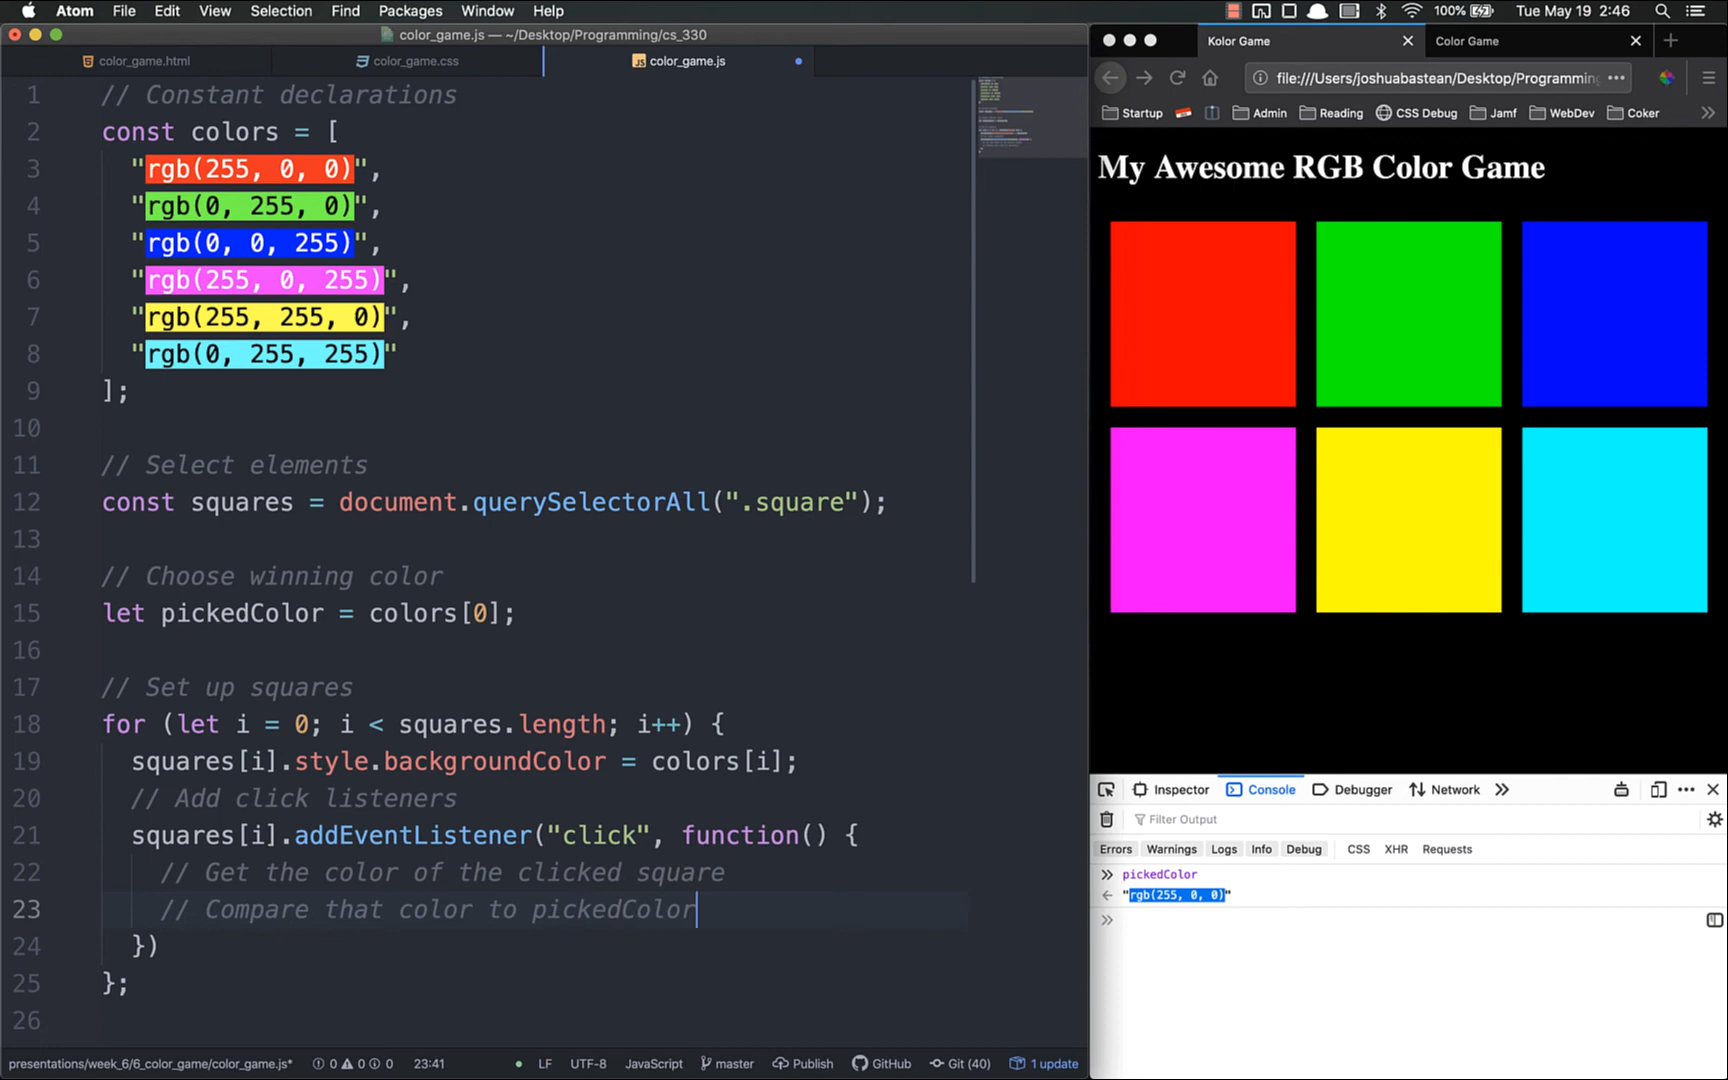 Atom File Edit View Selection Find Packages Window Help 100% Tue May 19 2:46
color_game.js — ~/Desktop/Programming/cs_330
color_game.html color_game.css JS color_game.js
1 // Constant declarations
2 const colors = [
3 "rgb(255, 0, 0)",
4 "rgb(0, 255, 0)",
5 "rgb(0, 0, 255)",
6 "rgb(255, 0, 255)",
7 "rgb(255, 255, 0)",
8 "rgb(0, 255, 255)"
9 ];
10
11 // Select elements
12 const squares = document.querySelectorAll(".square");
13
14 // Choose winning color
15 let pickedColor = colors[0];
16
17 // Set up squares
18 for (let i = 0; i < squares.length; i++) {
19 squares[i].style.backgroundColor = colors[i];
20 // Add click listeners
21 squares[i].addEventListener("click", function() {
22 // Get the color of the clicked square
23 // Compare that color to pickedColor
24 })
25 };
26
presentations/week_6/6_color_game/color_game.js* 0 0 0 23:41 LF UTF-8 JavaScript master Publish GitHub Git (40) 1 update
Kolor Game Color Game
file:///Users/joshuabastean/Desktop/Programming
Startup Admin Reading CSS Debug Jamf WebDev Coker
My Awesome RGB Color Game
Inspector Console Debugger Network
Filter Output
Errors Warnings Logs Info Debug CSS XHR Requests
pickedColor
"rgb(255, 0, 0)"